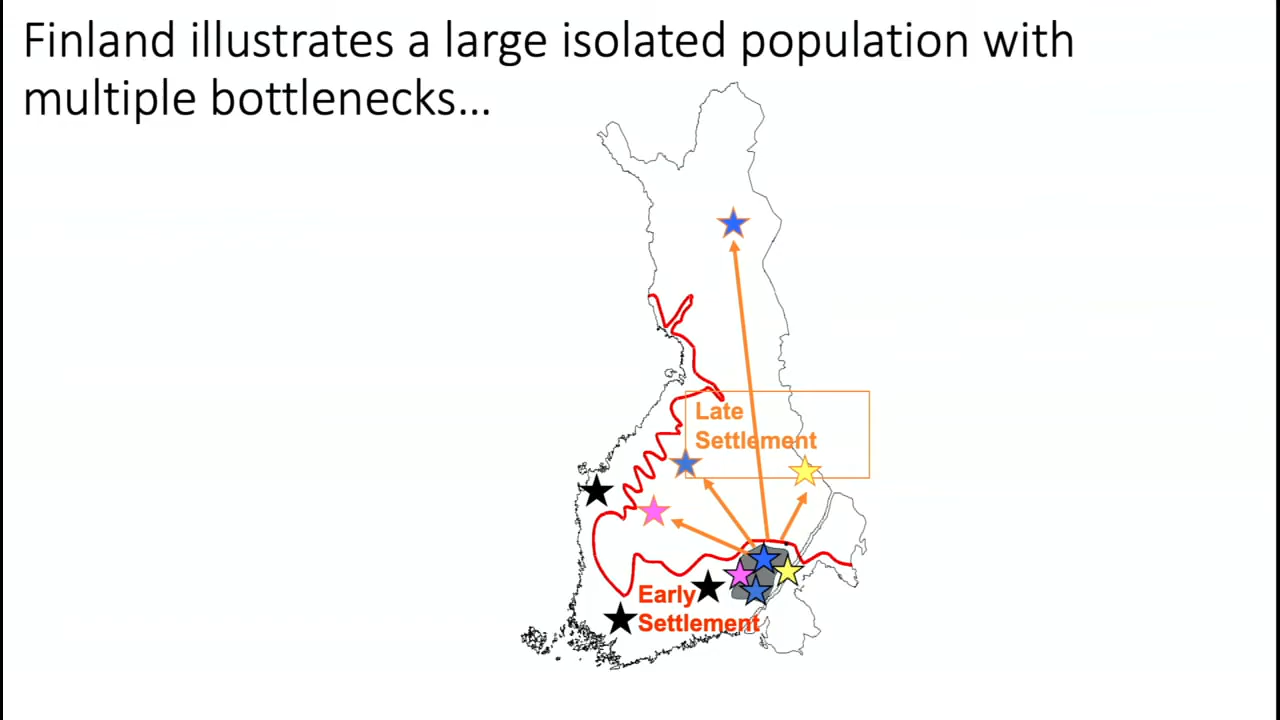 Finland illustrates a large isolated population with
multiple bottlenecks...
Late
Settlement
Early
Settlement